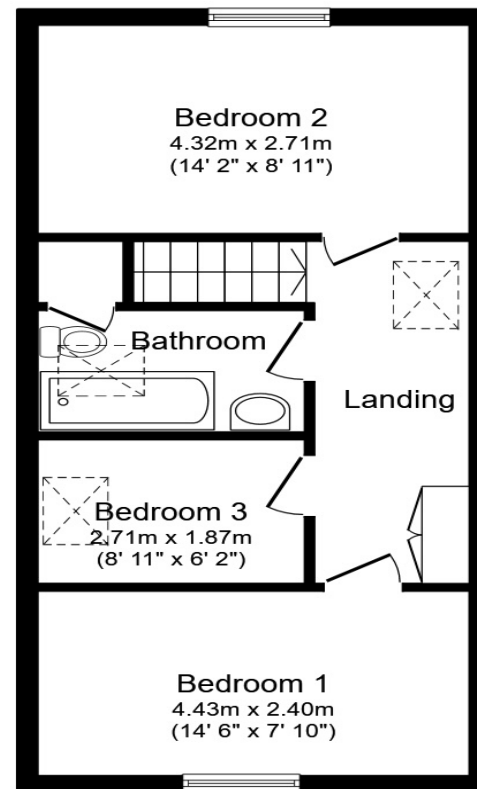 Bedroom 2
4.32m x 2.71m
(14' 2" x 8' 11")
Bathroom
Landing
Bedroom 3
2.71m x 1.87m
(8' 11" x 6' 2")
Bedroom 1
4.43m x 2.40m
(14' 6" x 7' 10")